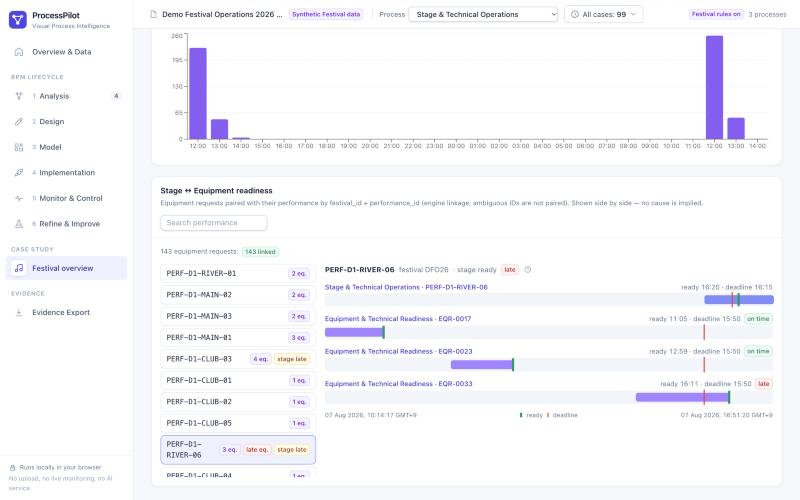 ProcessPilot
Visual Process Intelligence
Demo Festival Operations 2026 ...
Synthetic Festival data
Process
Stage & Technical Operations
All cases: 99
Festival rules on
3 processes
Overview & Data
BPM LIFECYCLE
1 Analysis 4
2 Design
3 Model
4 Implementation
5 Monitor & Control
6 Refine & Improve
CASE STUDY
Festival overview
EVIDENCE
Evidence Export
Runs locally in your browser
No upload, no live monitoring, no AI
service
260
195
130
65
0
12:00 13:00 14:00 15:00 16:00 17:00 18:00 19:00 20:00 21:00 22:00 23:00 00:00 01:00 02:00 03:00 04:00 05:00 06:00 07:00 08:00 09:00 10:00 11:00 12:00 13:00 14:00
Stage ↔ Equipment readiness
Equipment requests paired with their performance by festival_id + performance_id (engine linkage; ambiguous IDs are not paired). Shown side by side — no cause is implied.
Search performance
143 equipment requests: 143 linked
PERF-D1-RIVER-01 2 eq.
PERF-D1-MAIN-02 2 eq.
PERF-D1-MAIN-03 2 eq.
PERF-D1-MAIN-01 3 eq.
PERF-D1-CLUB-03 4 eq. stage late
PERF-D1-CLUB-01 1 eq.
PERF-D1-CLUB-02 1 eq.
PERF-D1-CLUB-05 1 eq.
PERF-D1-
RIVER-06 3 eq. late eq. stage late
PERF-D1-CLUB-04 1 eq.
PERF-D1-RIVER-06 festival DFO26 · stage ready late
Stage & Technical Operations · PERF-D1-RIVER-06 ready 16:20 · deadline 16:15
Equipment & Technical Readiness · EQR-0017 ready 11:05 · deadline 15:50 on time
Equipment & Technical Readiness · EQR-0023 ready 12:59 · deadline 15:50 on time
Equipment & Technical Readiness · EQR-0033 ready 16:11 · deadline 15:50 late
07 Aug 2026, 10:14:17 GMT+9 ready deadline 07 Aug 2026, 16:51:20 GMT+9